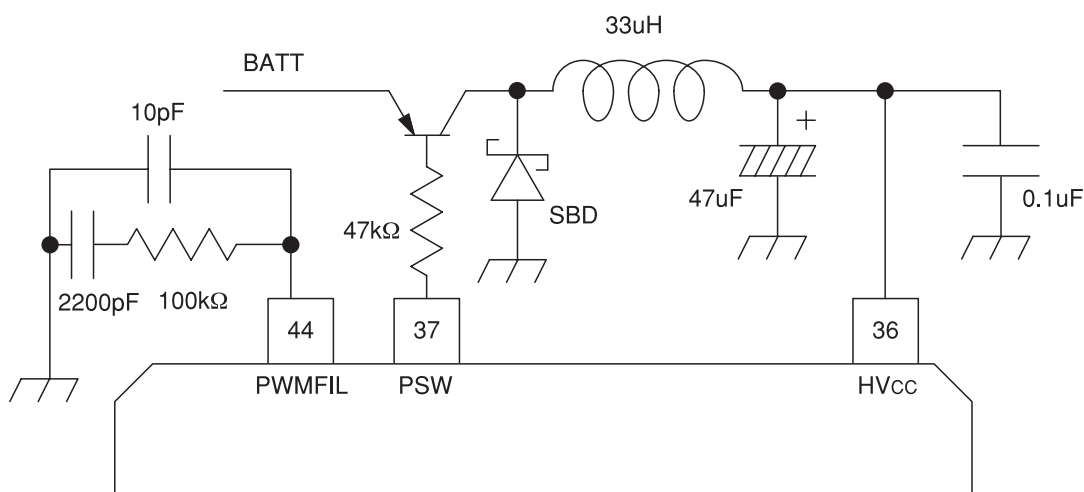 33uH
BATT
10pF
+
47uF
0.1uF
SBD
47kΩ
2200pF
100kΩ
44
37
36
PWMFIL
PSW
HVCC